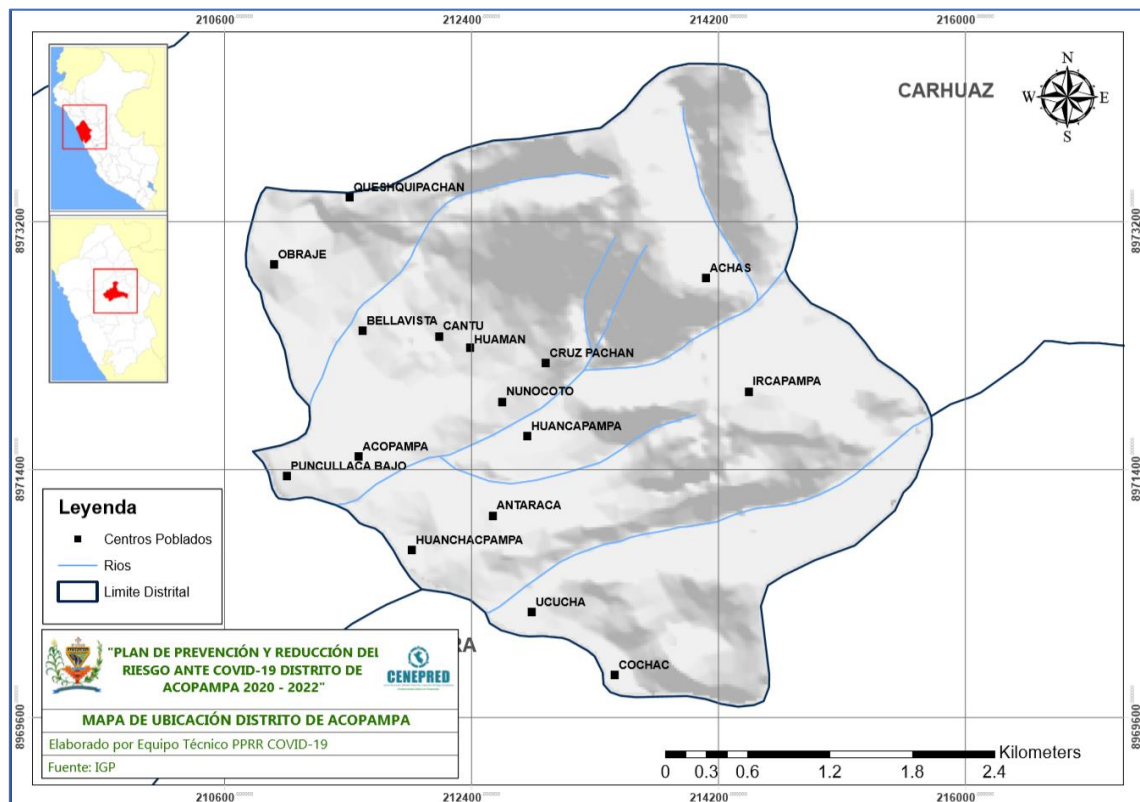 210600
212400
214200
216000
CARHUAZ
N
W
E
S
QUESHQUIPACHAN
8973200
8973200
OBRAJE
ACHAS
BELLAVISTA
CANTU
HUAMAN
CRUZ PACHAN
IRCAPAMPA
NUNOCOTO
HUANCAPAMPA
ACOPAMPA
PUNCULLACA BAJO
8971400
8971400
Leyenda
Centros Poblados
Rios
Limite Distrital
ANTARACA
HUANCHACPAMPA
UCUCHA
RA
COCHAC
"PLAN DE PREVENCIÓN Y REDUCCIÓN DEL
RIESGO ANTE COVID-19 DISTRITO DE
ACOPAMPA 2020 - 2022"
CENEPRED
MAPA DE UBICACIÓN DISTRITO DE ACOPAMPA
Elaborado por Equipo Técnico PPRR COVID-19
Fuente: IGP
8969600
8969600
Kilometers
0 0.3 0.6 1.2 1.8 2.4
210600
212400
214200
216000